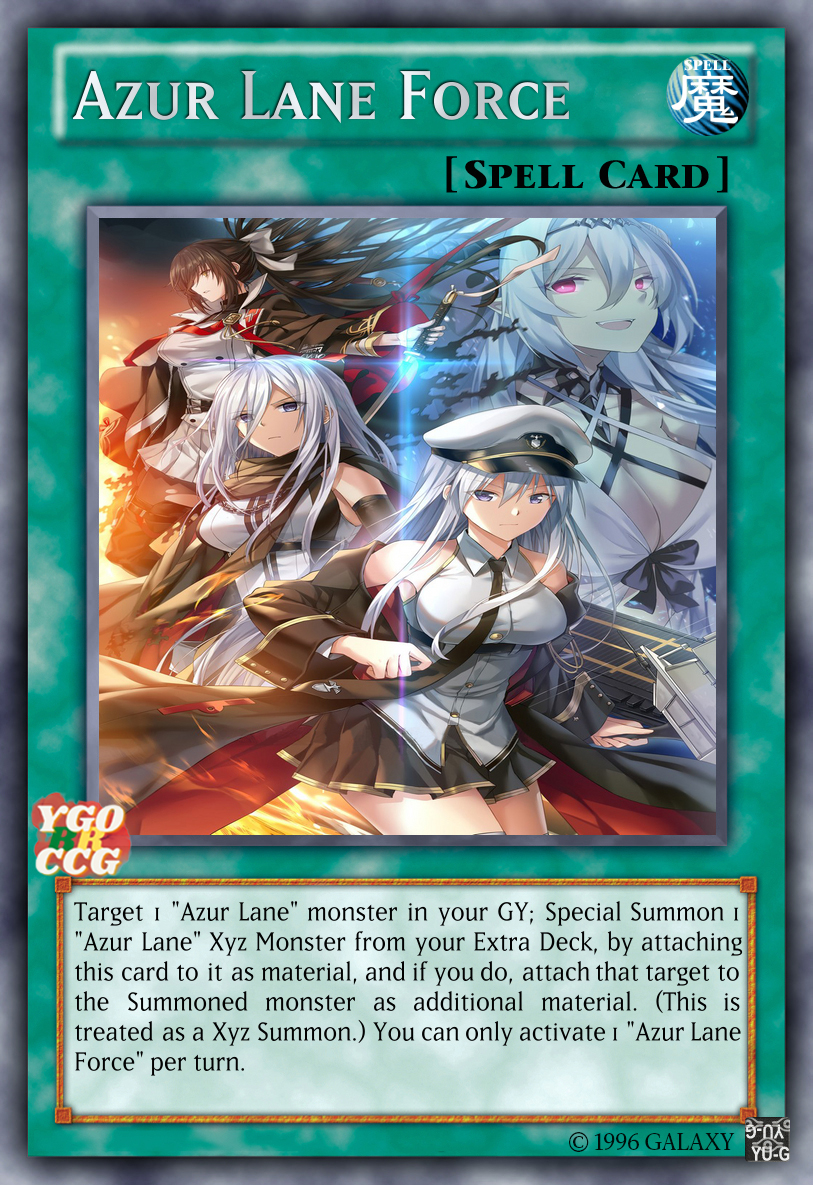 Azur Lane Force
SPELL
魔
[Spell Card]
YGO
BR
CCG
Target 1 "Azur Lane" monster in your GY; Special Summon 1
"Azur Lane" Xyz Monster from your Extra Deck, by attaching
this card to it as material, and if you do, attach that target to
the Summoned monster as additional material. (This is
treated as a Xyz Summon.) You can only activate 1 "Azur Lane
Force" per turn.
© 1996 GALAXY
YU-G